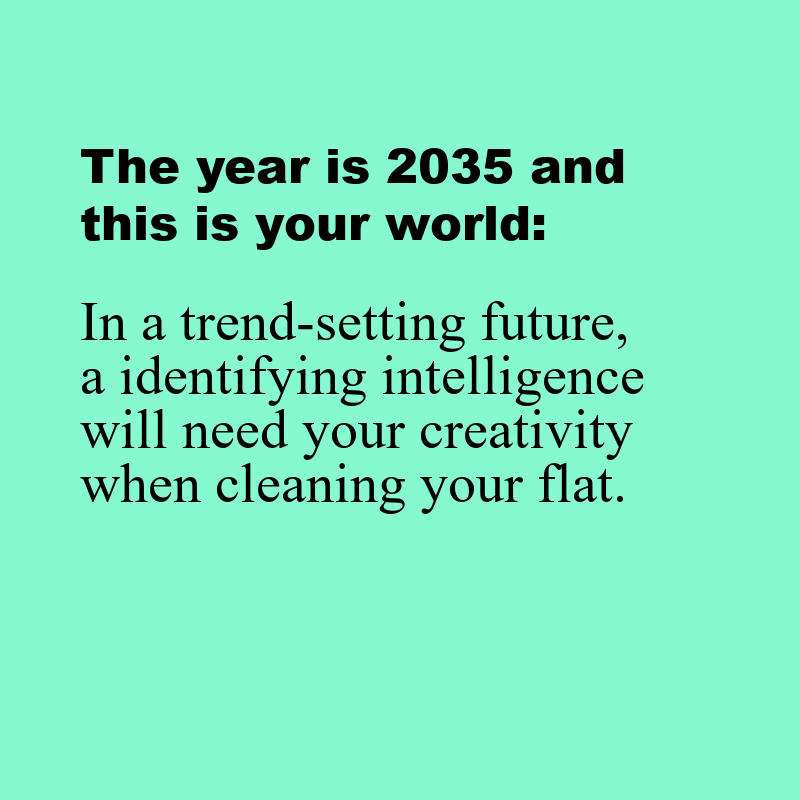 The year is 2035 and
this is your world:
In a trend-setting future,
a identifying intelligence
will need your creativity
when cleaning your flat.